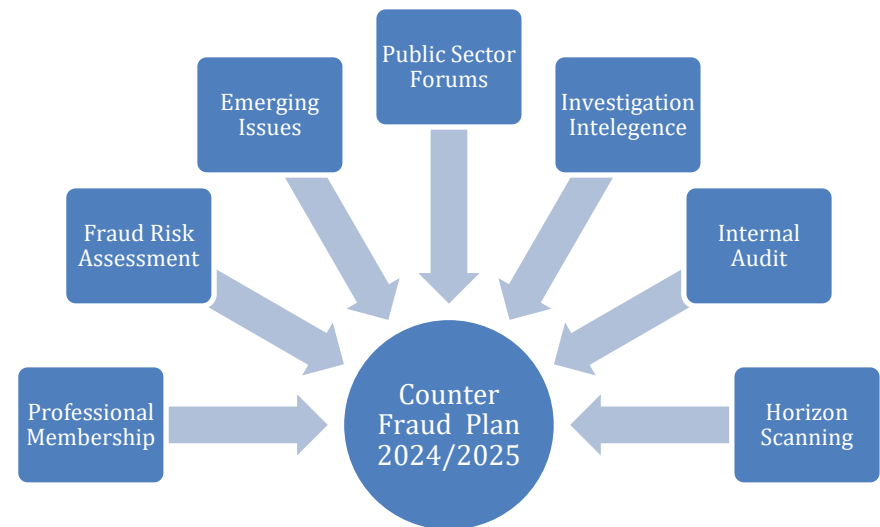 Public Sector
Forums
Emerging
Issues
Investigation
Intelegence
Fraud Risk
Assessment
Internal
Audit
Professional
Membership
Counter
Fraud Plan
2024/2025
Horizon
Scanning